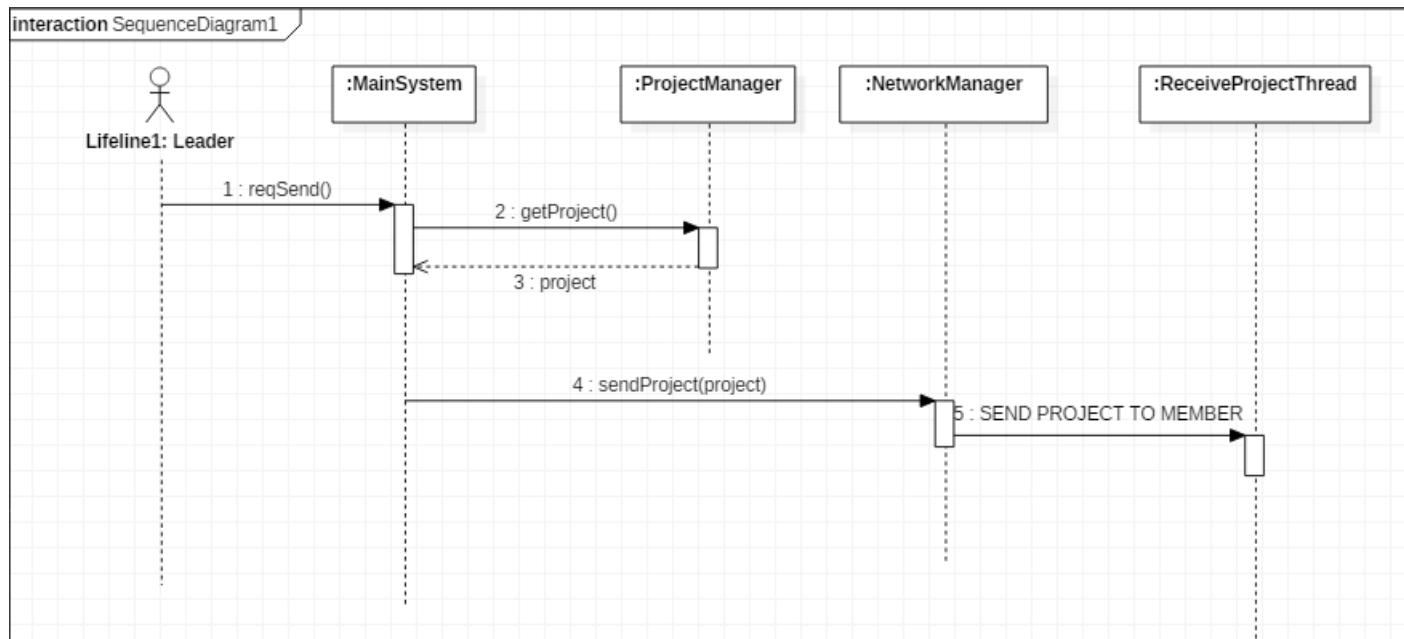 interaction SequenceDiagram1
:MainSystem
:ProjectManager
:NetworkManager
:ReceiveProjectThread
Lifeline1: Leader
1 : reqSend()
2 : getProject()
3 : project
4 : sendProject(project)
5 : SEND PROJECT TO MEMBER